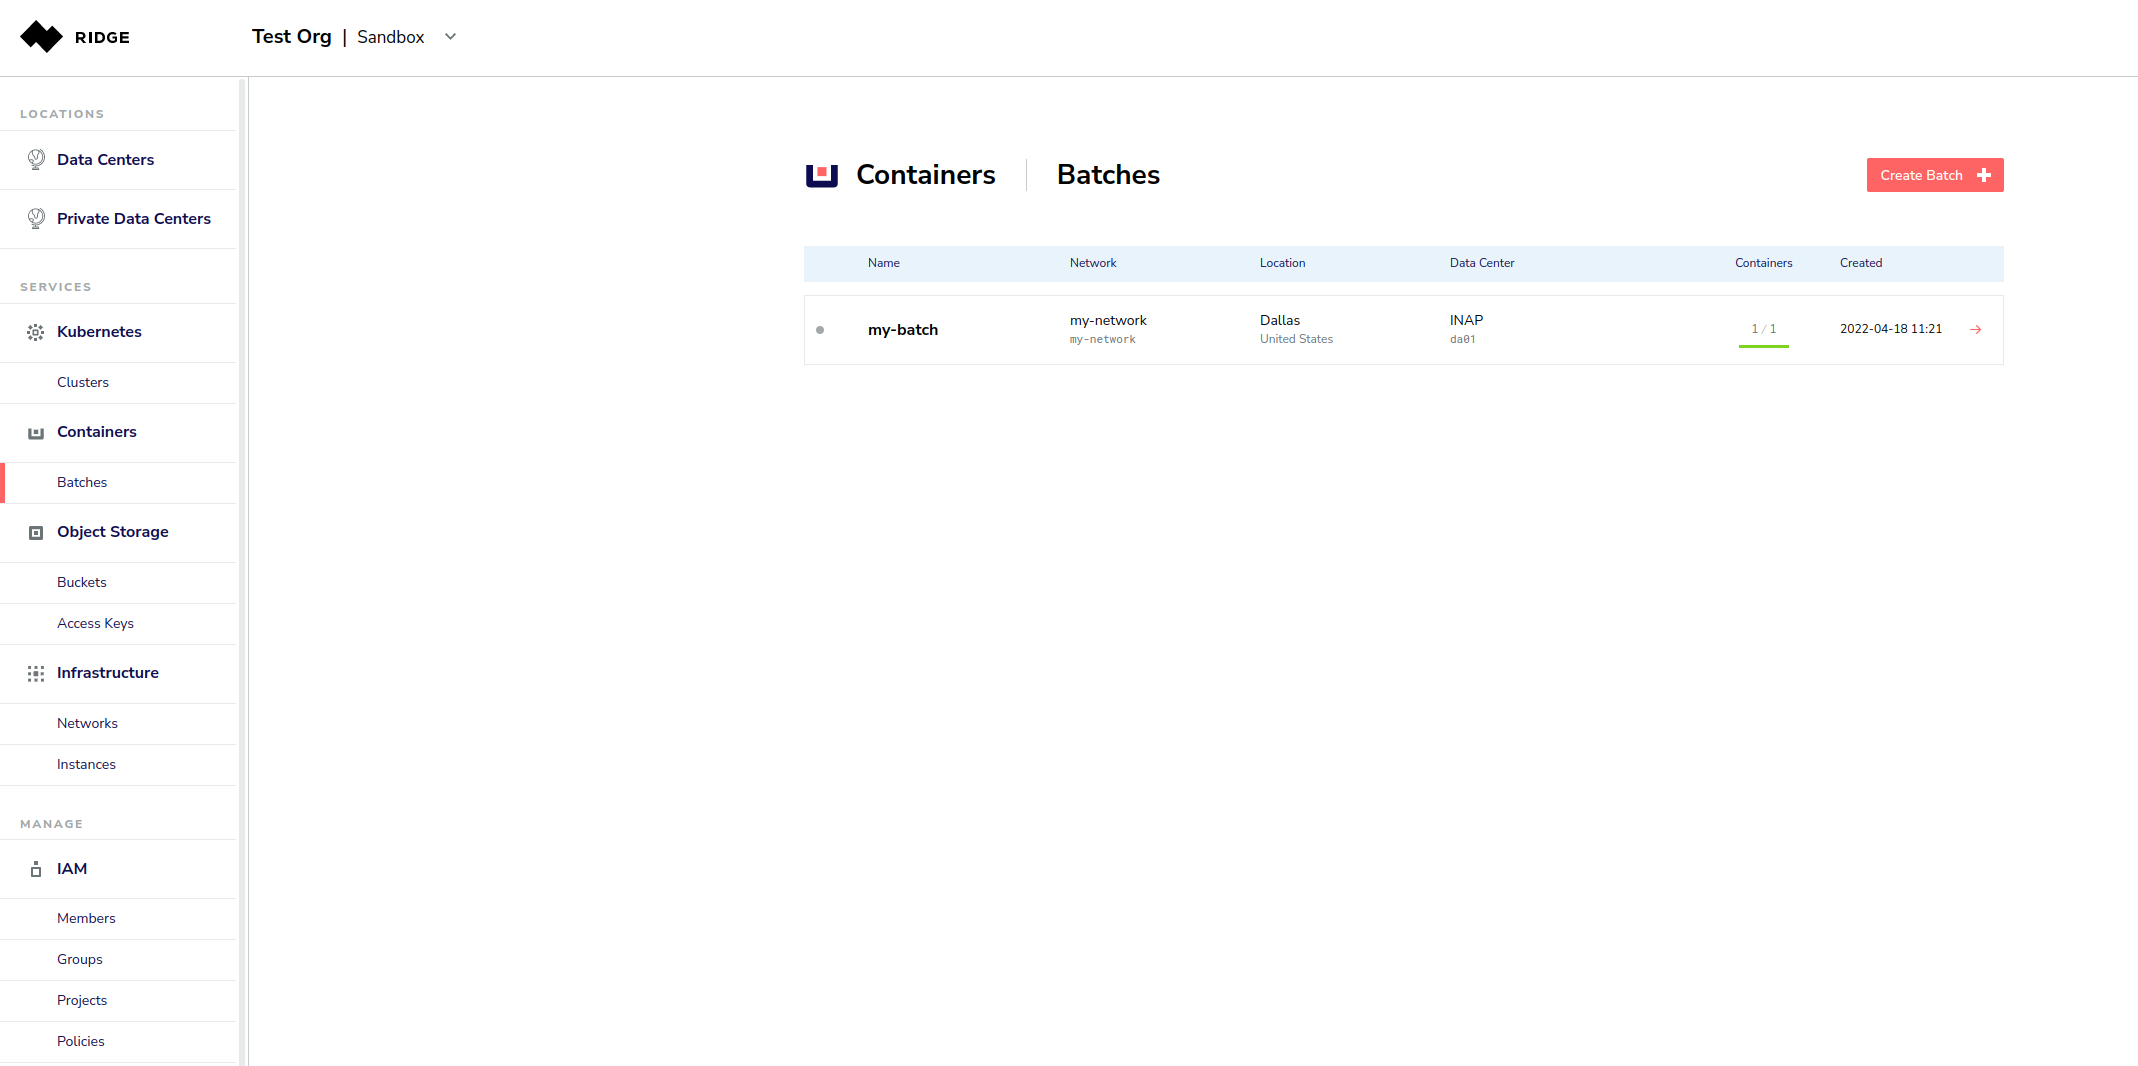 RIDGE
Test Org | Sandbox
LOCATIONS
Data Centers
Private Data Centers
SERVICES
Kubernetes
Clusters
Containers
Batches
Object Storage
Buckets
Access Keys
Infrastructure
Networks
Instances
MANAGE
IAM
Members
Groups
Projects
Policies
Containers | Batches
Create Batch
Name Network Location Data Center Containers Created
my-batch my-network Dallas INAP 1 / 1 2022-04-18 11:21
my-network United States da01